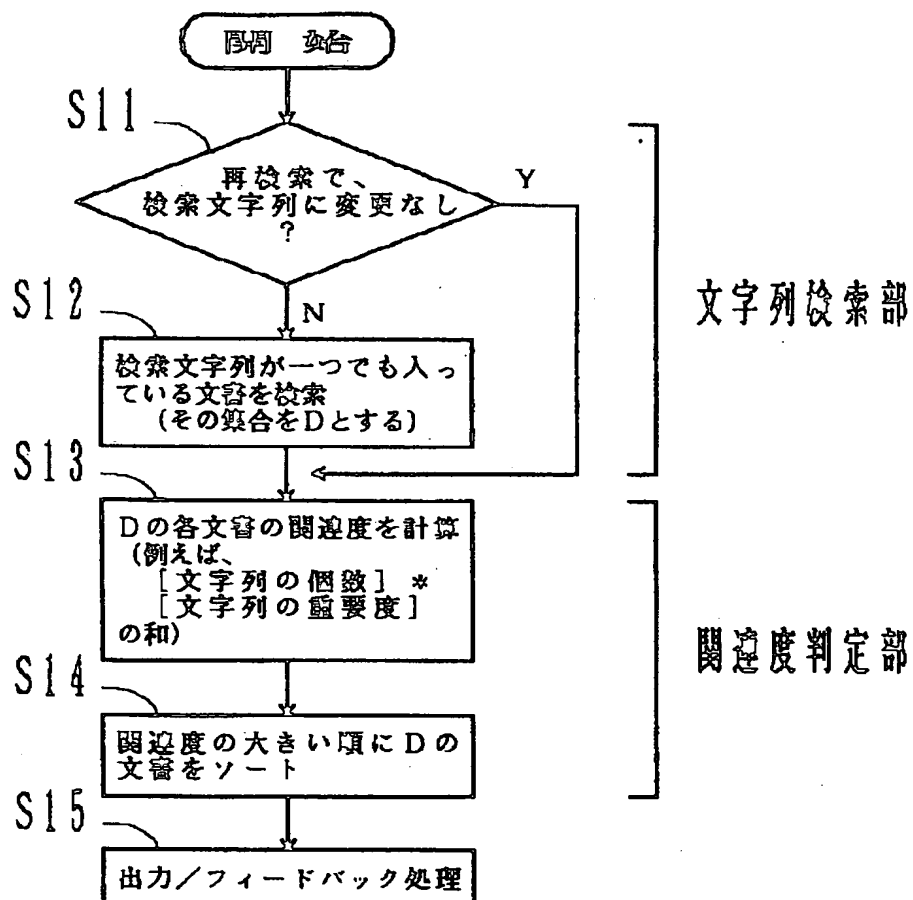 開始
S11
再検索で、
検索文字列に変更なし
?
Y
N
S12
検索文字列が一つでも入っ
ている文書を検索
(その集合をDとする)
文字列検索部
S13
Dの各文書の関連度を計算
(例えば、
[文字列の個数] *
[文字列の重要度]
の和)
関連度判定部
S14
関連度の大きい順にDの
文書をソート
S15
出力/フィードバック処理